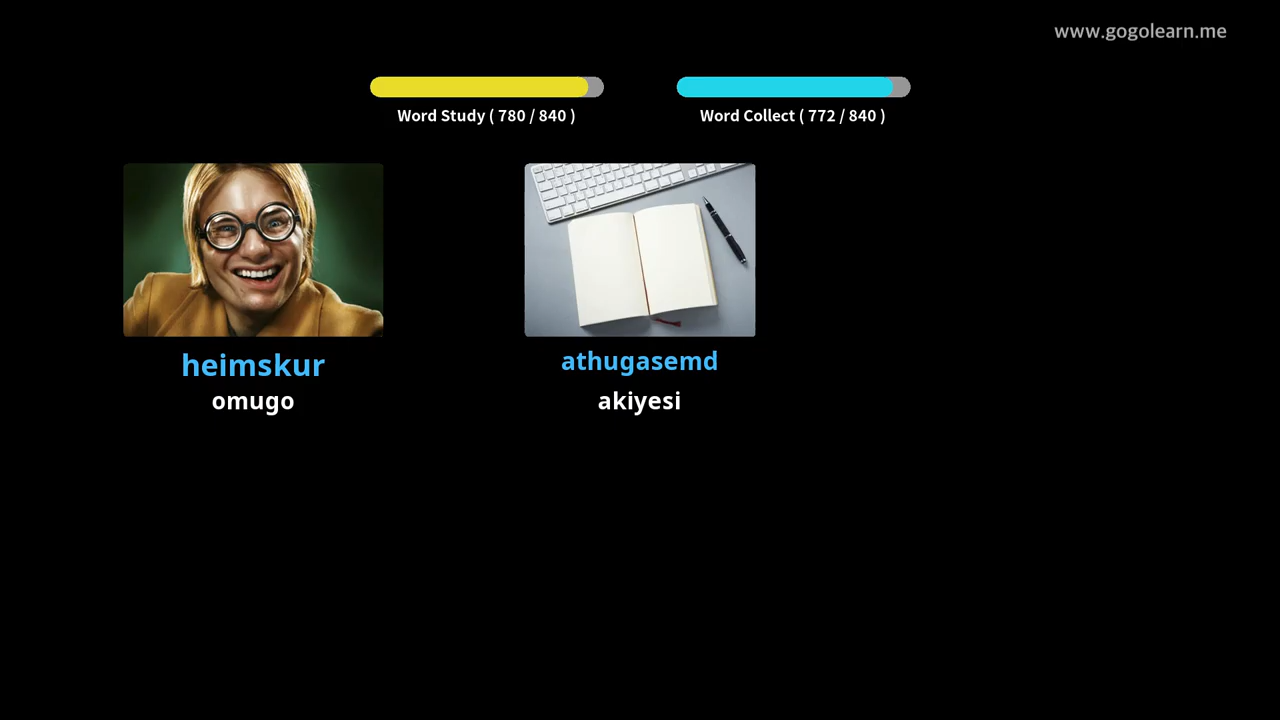 www.gogolearn.me
Word Study ( 780 / 840 )
Word Collect ( 772 / 840 )
heimskur
omugo
athugasemd
akiyesi